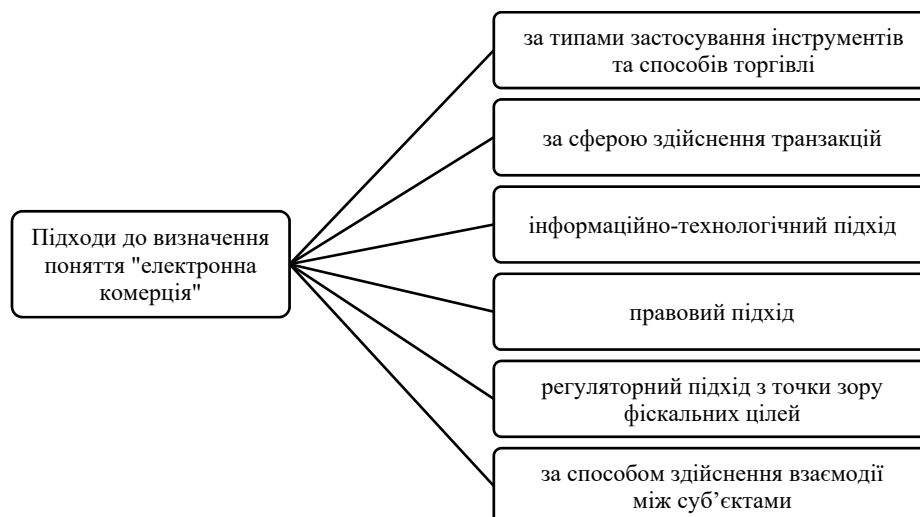 Підходи до визначення
поняття "електронна
комерція"
за типами застосування інструментів
та способів торгівлі
за сферою здійснення транзакцій
інформаційно-технологічний підхід
правовий підхід
регуляторний підхід з точки зору
фіскальних цілей
за способом здійснення взаємодії
між суб’єктами